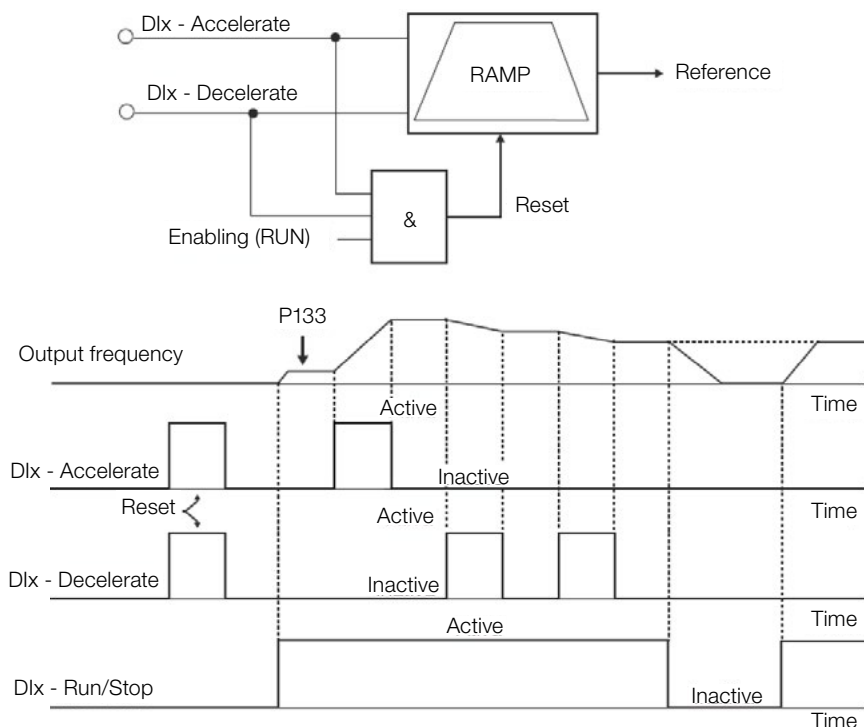 DIx - Accelerate
RAMP
Reference
DIx - Decelerate
&
Reset
Enabling (RUN)
P133
Output frequency
Active
Time
DIx - Accelerate
Inactive
Reset
Active
Time
DIx - Decelerate
Inactive
Active
Time
DIx - Run/Stop
Inactive
Time